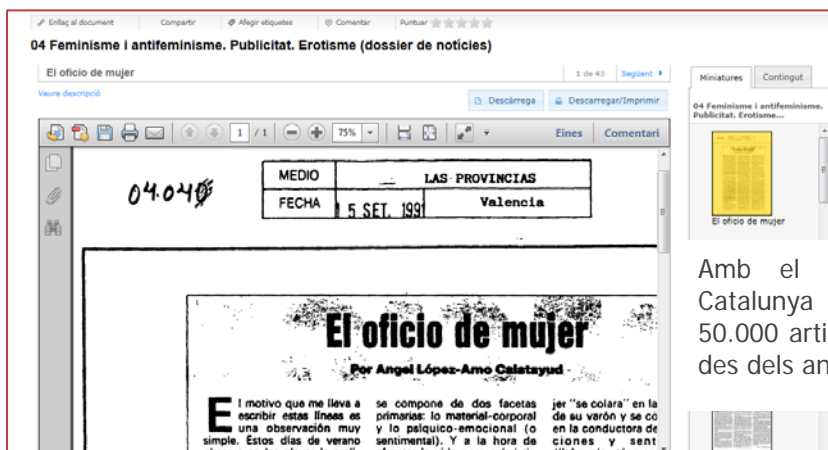 Enllaç al document Compartir Afegir etiquetes Comentar Puntuar
04 Feminisme i antifeminisme. Publicitat. Erotisme (dossier de notícies)
El oficio de mujer 1 de 43 Següent
Veure descripció
Descàrrega Descarregar/Imprimir
1 / 1 75% Eines Comentari
04.040
MEDIO LAS PROVINCIAS
FECHA 15 SET. 1991 Valencia
El oficio de mujer
Por Angel López-Amo Calatayud
El motivo que me lleva a
escribir estas líneas es
una observación muy
simple. Estos días de verano
se compone de dos facetas
primarias: lo material-corporal
y lo psíquico-emocional (o
sentimental). Y a la hora de
jer "se colara" en la
de su varón y se co
en la conductora de
ciones y sent
Miniatures Contingut
04 Feminisme i antifeminisme.
Publicitat. Erotisme...
El oficio de mujer
Amb el
Catalunya
50.000 arti
des dels an